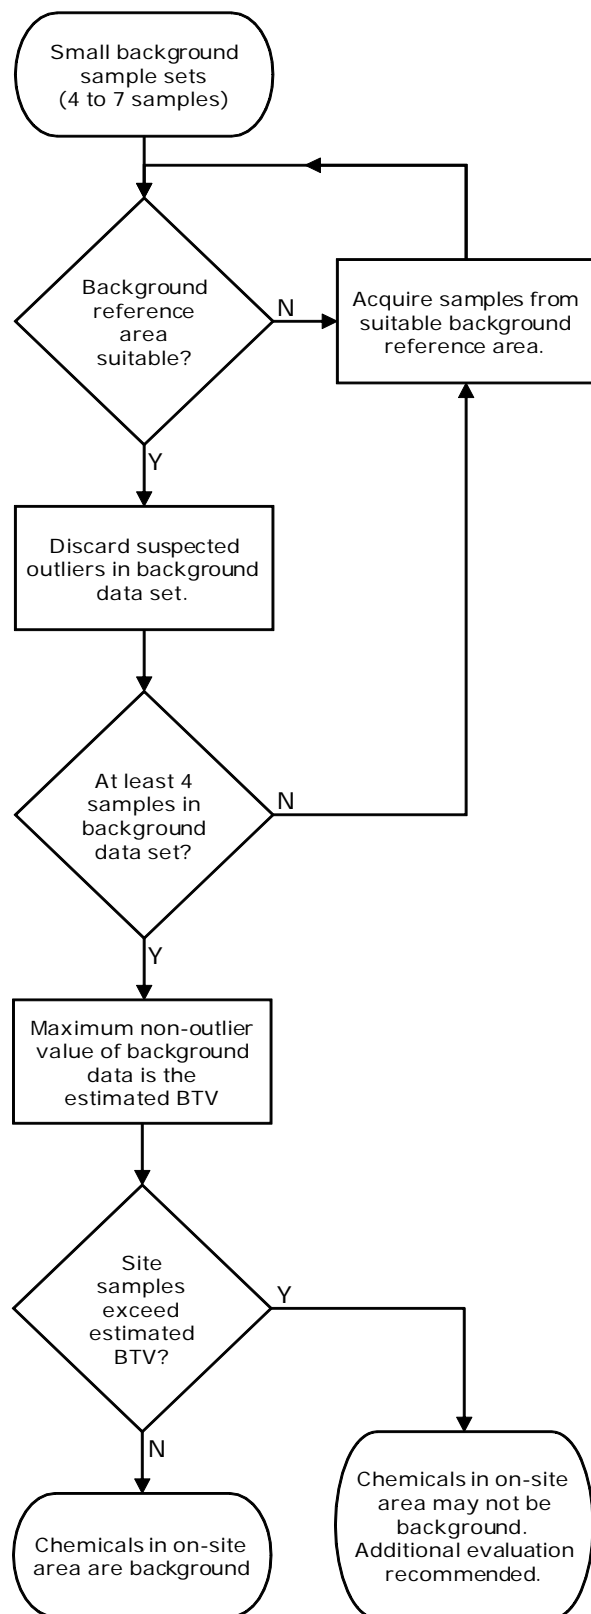 Small background
sample sets
(4 to 7 samples)
Background
reference
area
suitable?
N
Acquire samples from
suitable background
reference area.
Y
Discard suspected
outliers in background
data set.
At least 4
samples in
background
data set?
N
Y
Maximum non-outlier
value of background
data is the
estimated BTV
Site
samples
exceed
estimated
BTV?
Y
N
Chemicals in on-site
area are background
Chemicals in on-site
area may not be
background.
Additional evaluation
recommended.